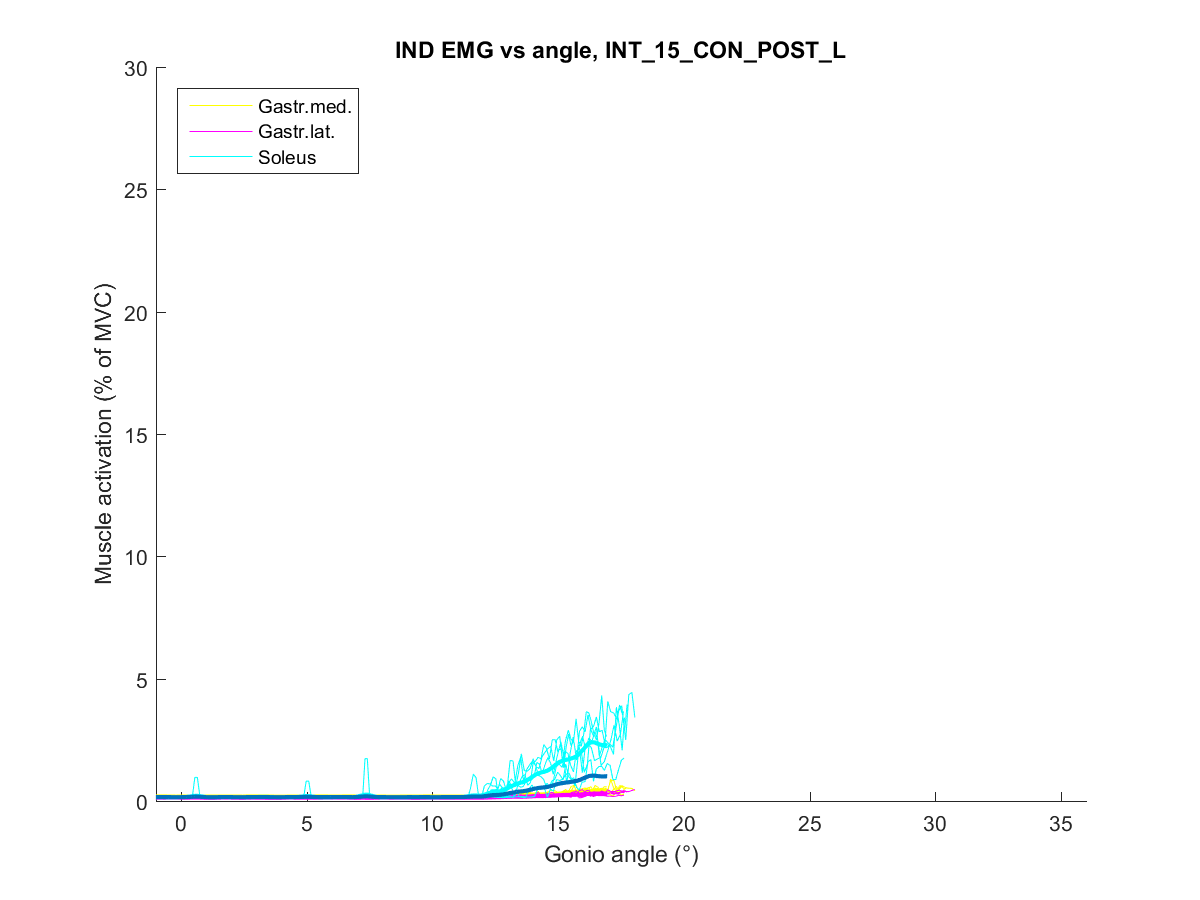 IND EMG vs angle, INT_15_CON_POST_L
30
25
20
15
10
5
0
Gastr.med.
Gastr.lat.
Soleus
Muscle activation (% of MVC)
0 5 10 15 20 25 30 35
Gonio angle (°)